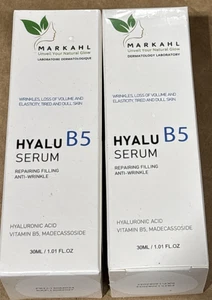 MARKAHL
Unveil Your Natural Glow
LABORATOIRE DERMATOLOGIQUE
WRINKLES, LOSS OF VOLUME AND
ELASTICITY, TRIED AND DULL SKIN.
HYALU B5
SERUM
REPAIRING FILLING
ANTI-WRINKLE
HYALURONIC ACID
VITAMIN B5, MADECASSOSIDE
30ML / 1.01 FL.OZ
MARKAHL
Unveil Your Natural Glow
DERMATOLOGY LABORATORY
WRINKLES, LOSS OF VOLUME AND
ELASTICITY, TRIED AND DULL SKIN.
HYALU B5
SERUM
REPAIRING FILLING
ANTI-WRINKLE
HYALURONIC ACID
VITAMIN B5, MADECASSOSIDE
30ML / 1.01 FL.OZ